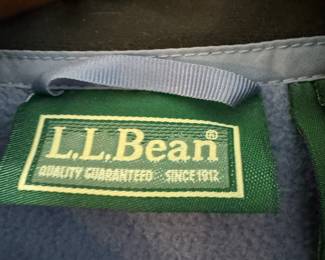 L.L.Bean®
QUALITY GUARANTEED SINCE 1912